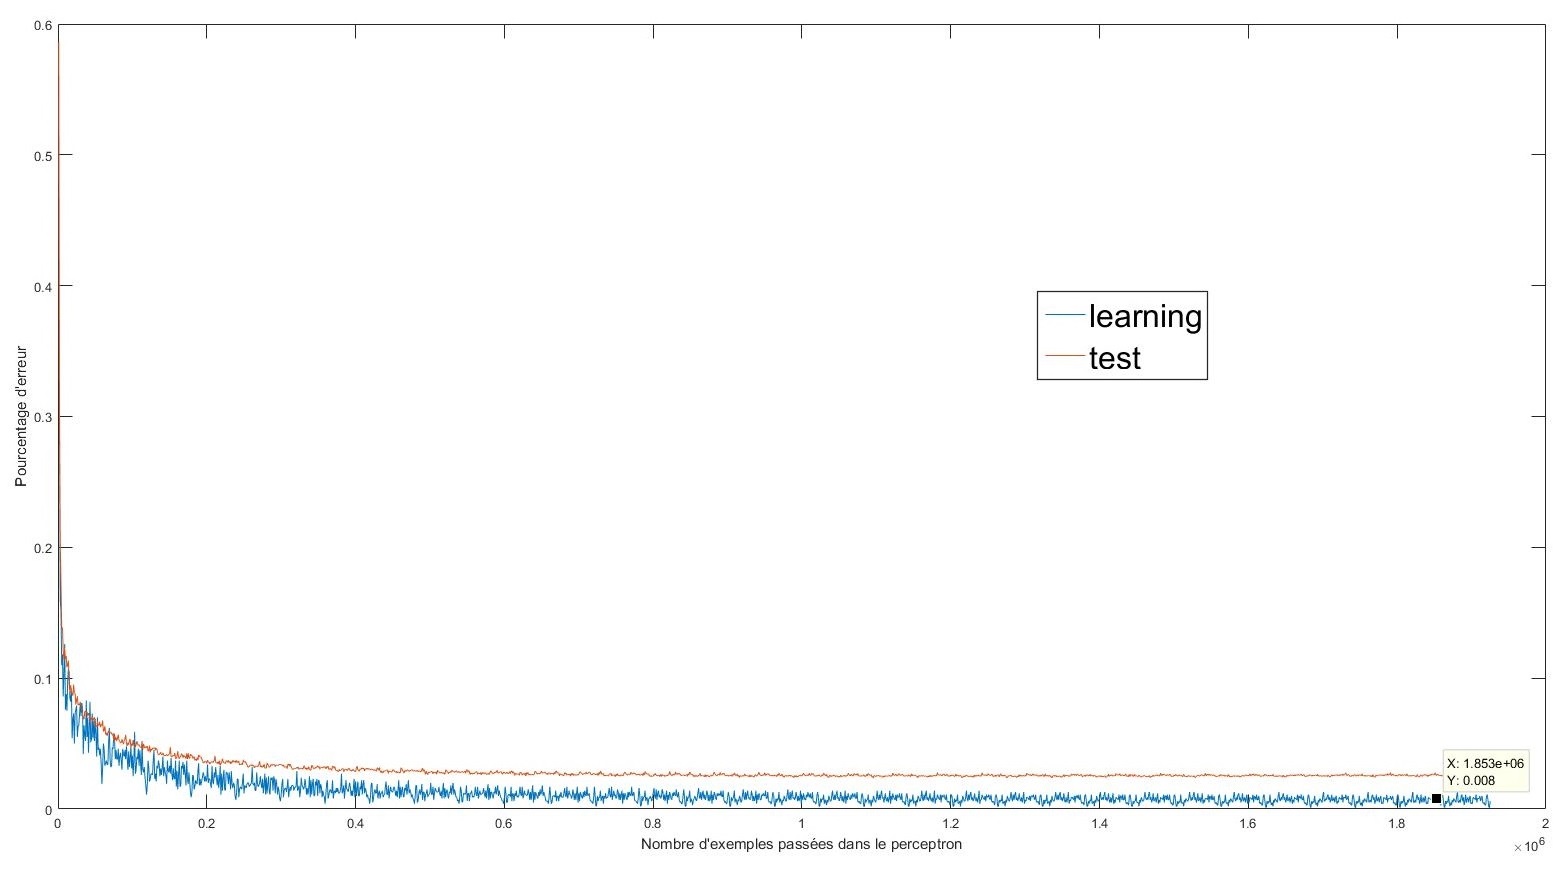 0.6
0.5
0.4
0.3
0.2
0.1
0
Pourcentage d'erreur
learning
test
X: 1.853e+06
Y: 0.008
0 0.2 0.4 0.6 0.8 1 1.2 1.4 1.6 1.8 2
×10^6
Nombre d'exemples passées dans le perceptron